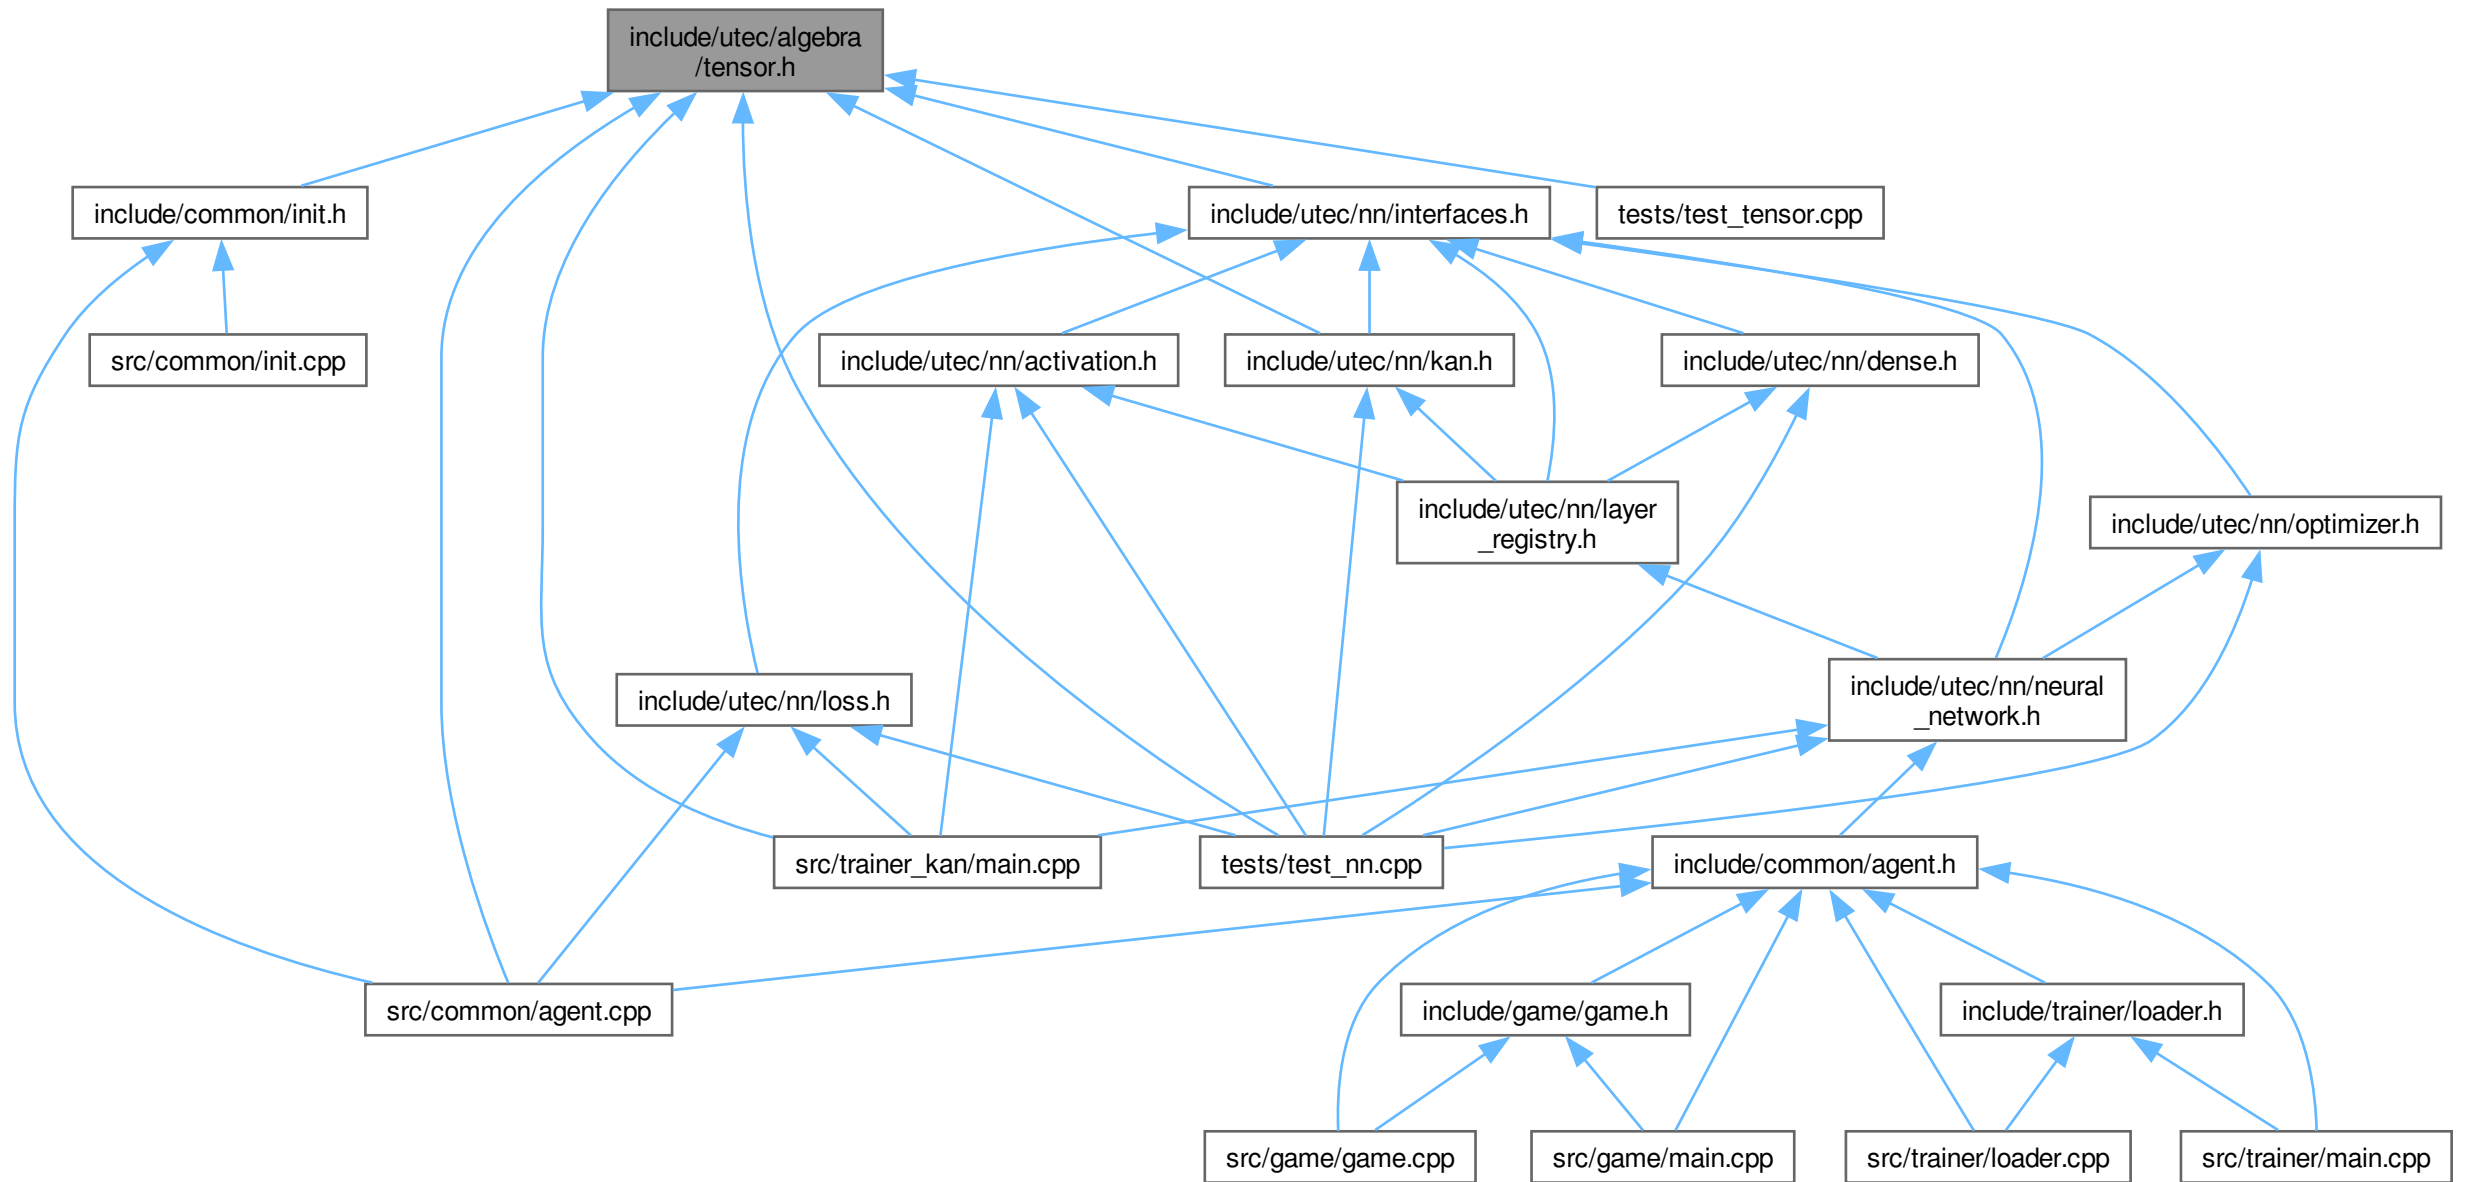 include/utec/algebra
/tensor.h
include/common/init.h
include/utec/nn/interfaces.h
tests/test_tensor.cpp
src/common/init.cpp
include/utec/nn/activation.h
include/utec/nn/kan.h
include/utec/nn/dense.h
include/utec/nn/layer
_registry.h
include/utec/nn/optimizer.h
include/utec/nn/loss.h
include/utec/nn/neural
_network.h
src/trainer_kan/main.cpp
tests/test_nn.cpp
include/common/agent.h
src/common/agent.cpp
include/game/game.h
include/trainer/loader.h
src/game/game.cpp
src/game/main.cpp
src/trainer/loader.cpp
src/trainer/main.cpp